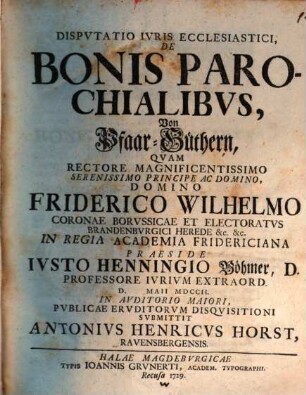 DISPVTATIO IVRIS ECCLESIASTICI,
DE
BONIS PARO-
CHIALIBVS,
Von
Pfaar-Güthern,
QVAM
RECTORE MAGNIFICENTISSIMO
SERENISSIMO PRINCIPE AC DOMINO,
DOMINO
FRIDERICO WILHELMO
CORONAE BORVSSICAE ET ELECTORATVS
BRANDENBVRGICI HEREDE &c. &c.
IN REGIA ACADEMIA FRIDERICIANA
PRAESIDE
IVSTO HENNINGIO Böhmer, D.
PROFESSORE IVRIVM EXTRAORD.
D. MAII MDCCII.
IN AVDITORIO MAIORI,
PVBLICAE ERVDITORVM DISQVISITIONI
SVBMITTIT
ANTONIVS HENRICVS HORST,
RAVENSBERGENSIS.
HALAE MAGDEBVRGICAE
TYPIS IOANNIS GRVNERTI, ACADEM. TYPOGRAPHI.
Recusa 1729.